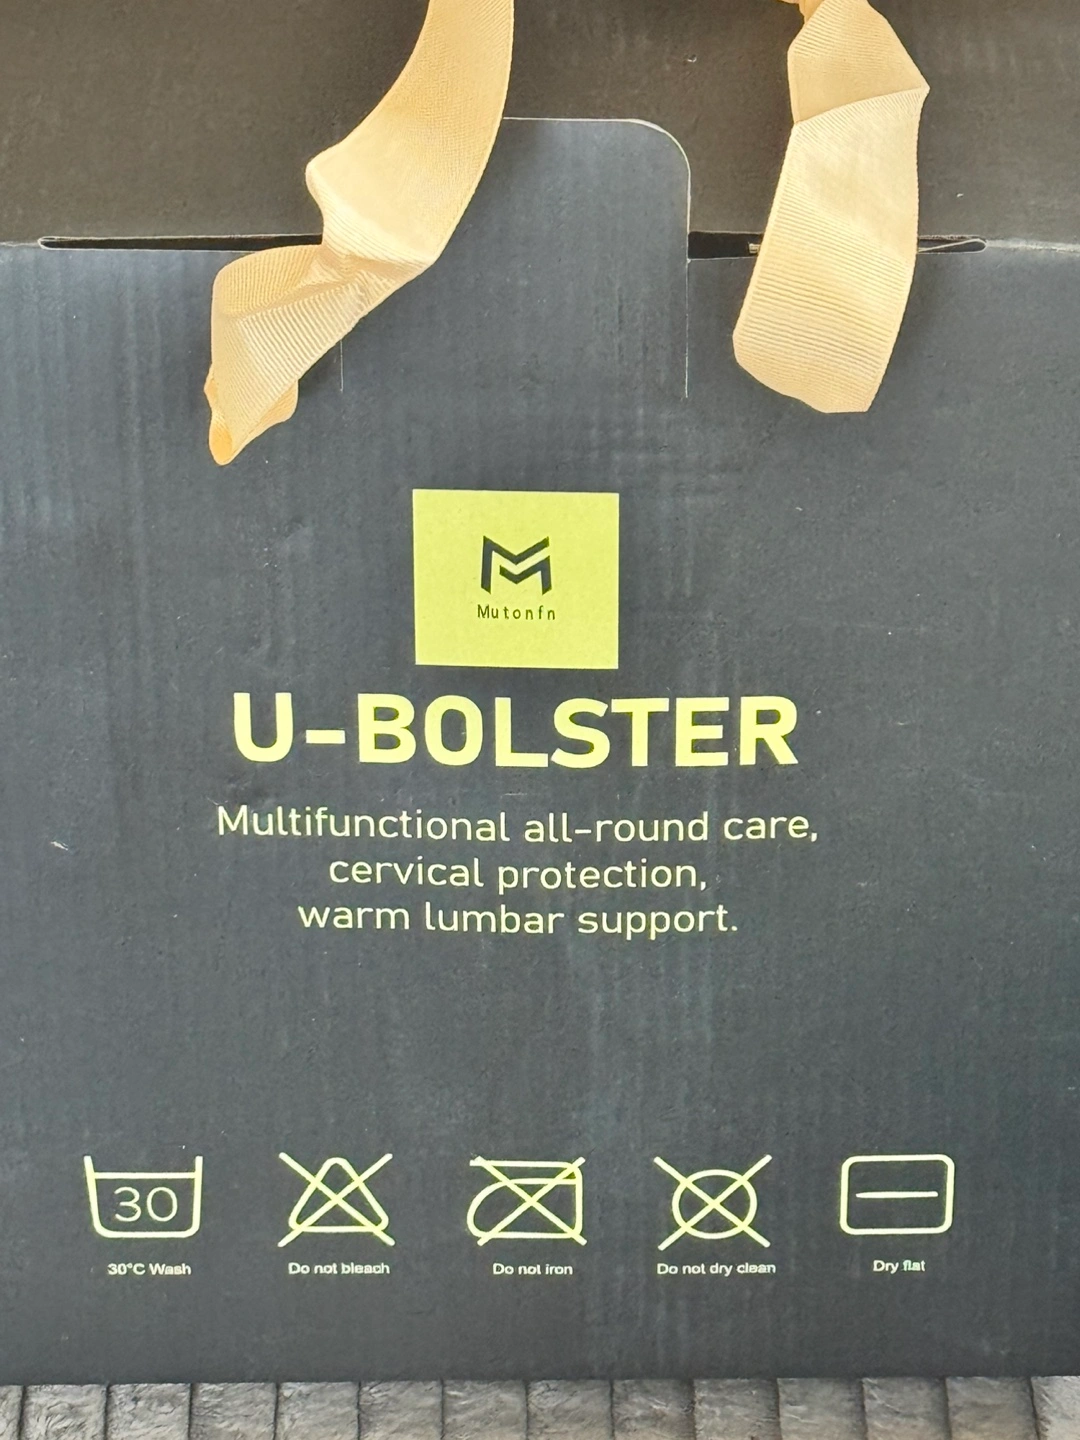 Mutonfn
U-BOLSTER
Multifunctional all-round care,
cervical protection,
warm lumbar support.
30
30°C Wash
Do not bleach
Do not iron
Do not dry clean
Dry flat